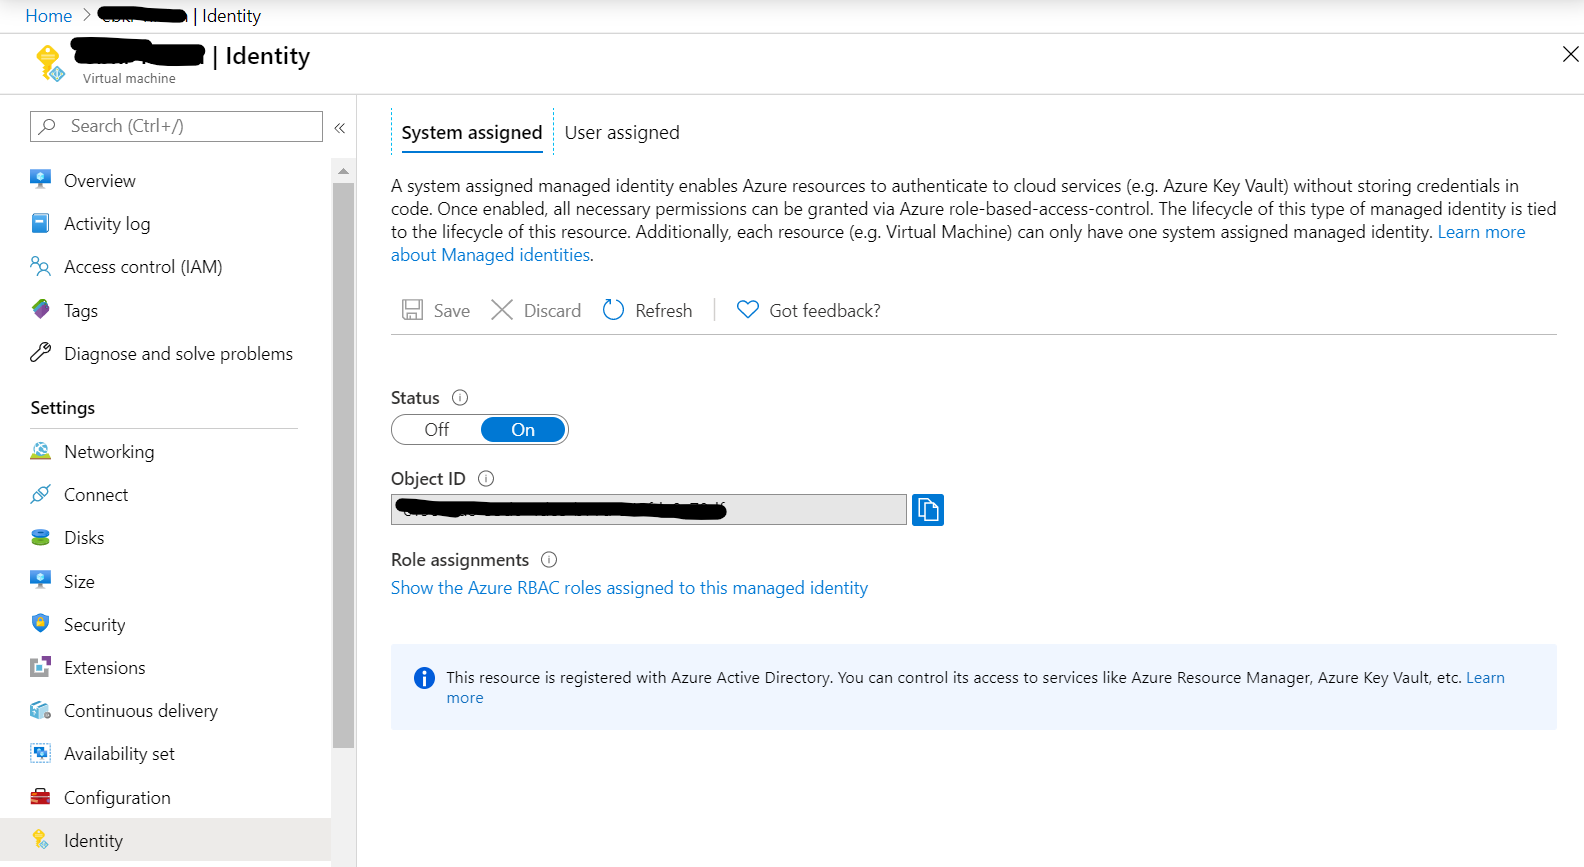 Home > | Identity
| Identity
Virtual machine
Search (Ctrl+/)
«
Overview
Activity log
Access control (IAM)
Tags
Diagnose and solve problems
Settings
Networking
Connect
Disks
Size
Security
Extensions
Continuous delivery
Availability set
Configuration
Identity
System assigned
User assigned
A system assigned managed identity enables Azure resources to authenticate to cloud services (e.g. Azure Key Vault) without storing credentials in
code. Once enabled, all necessary permissions can be granted via Azure role-based-access-control. The lifecycle of this type of managed identity is tied
to the lifecycle of this resource. Additionally, each resource (e.g. Virtual Machine) can only have one system assigned managed identity. Learn more
about Managed identities.
Save Discard Refresh Got feedback?
Status
Off On
Object ID
Role assignments
Show the Azure RBAC roles assigned to this managed identity
This resource is registered with Azure Active Directory. You can control its access to services like Azure Resource Manager, Azure Key Vault, etc. Learn
more